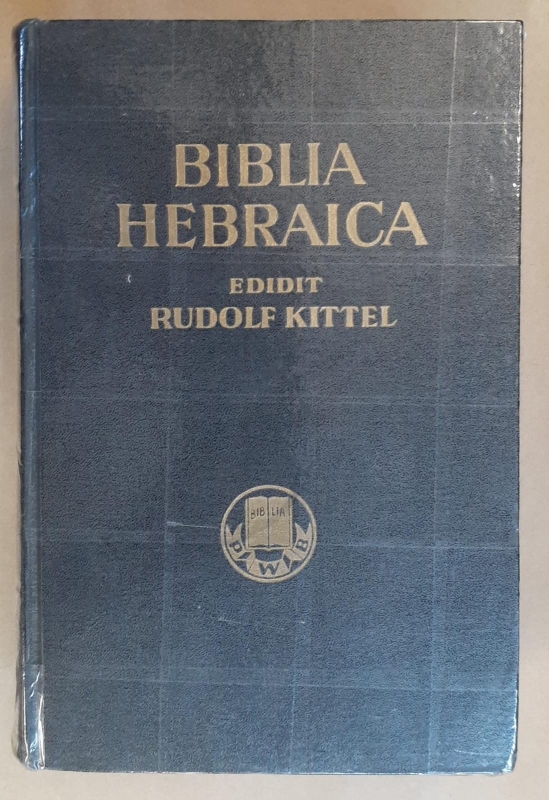 BIBLIA
HEBRAICA
EDIDIT
RUDOLF KITTEL
BIBLIA
P W B